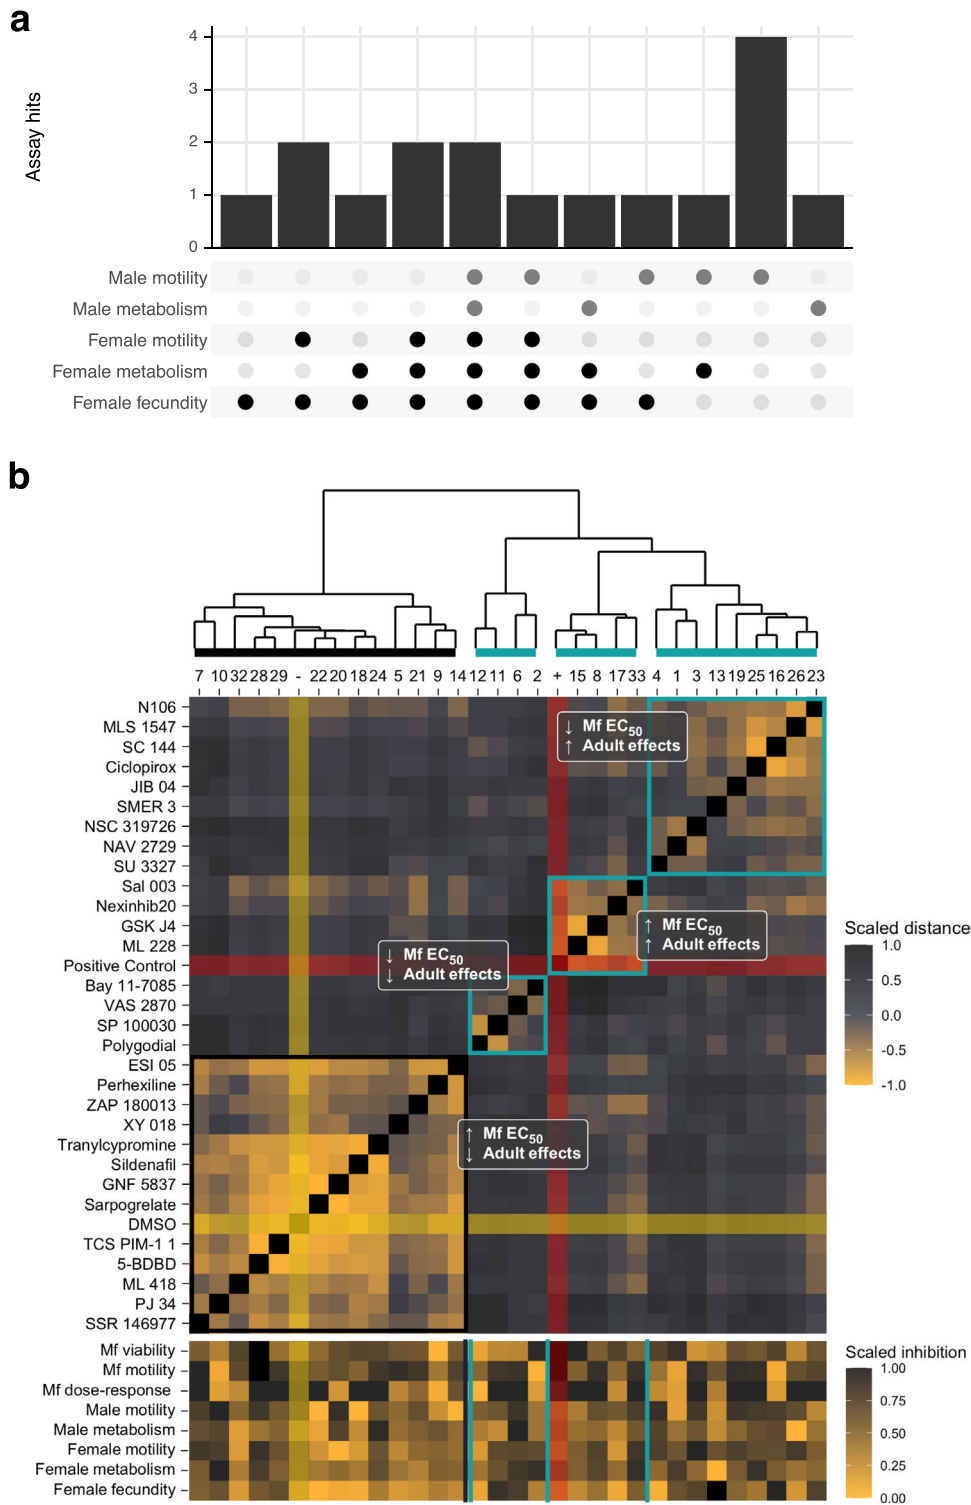 a
4
3
2
1
0
Assay hits
Male motility
Male metabolism
Female motility
Female metabolism
Female fecundity
b
7 10 32 28 29 - 22 20 18 24 5 21 9 14 12 11 6 2 + 15 8 17 33 4 1 3 13 19 25 16 26 23
N106
MLS 1547
SC 144
Ciclopirox
JIB 04
SMER 3
NSC 319726
NAV 2729
SU 3327
Sal 003
Nexinhib20
GSK J4
ML 228
Positive Control
Bay 11-7085
VAS 2870
SP 100030
Polygodial
ESI 05
Perhexiline
ZAP 180013
XY 018
Tranylcypromine
Sildenafil
GNF 5837
Sarpogrelate
DMSO
TCS PIM-1 1
5-BDBD
ML 418
PJ 34
SSR 146977
↓ Mf EC50
↑ Adult effects
↑ Mf EC50
↑ Adult effects
↓ Mf EC50
↓ Adult effects
↑ Mf EC50
↓ Adult effects
Scaled distance
1.0
0.5
0.0
-0.5
-1.0
Mf viability
Mf motility
Mf dose-response
Male motility
Male metabolism
Female motility
Female metabolism
Female fecundity
Scaled inhibition
1.00
0.75
0.50
0.25
0.00